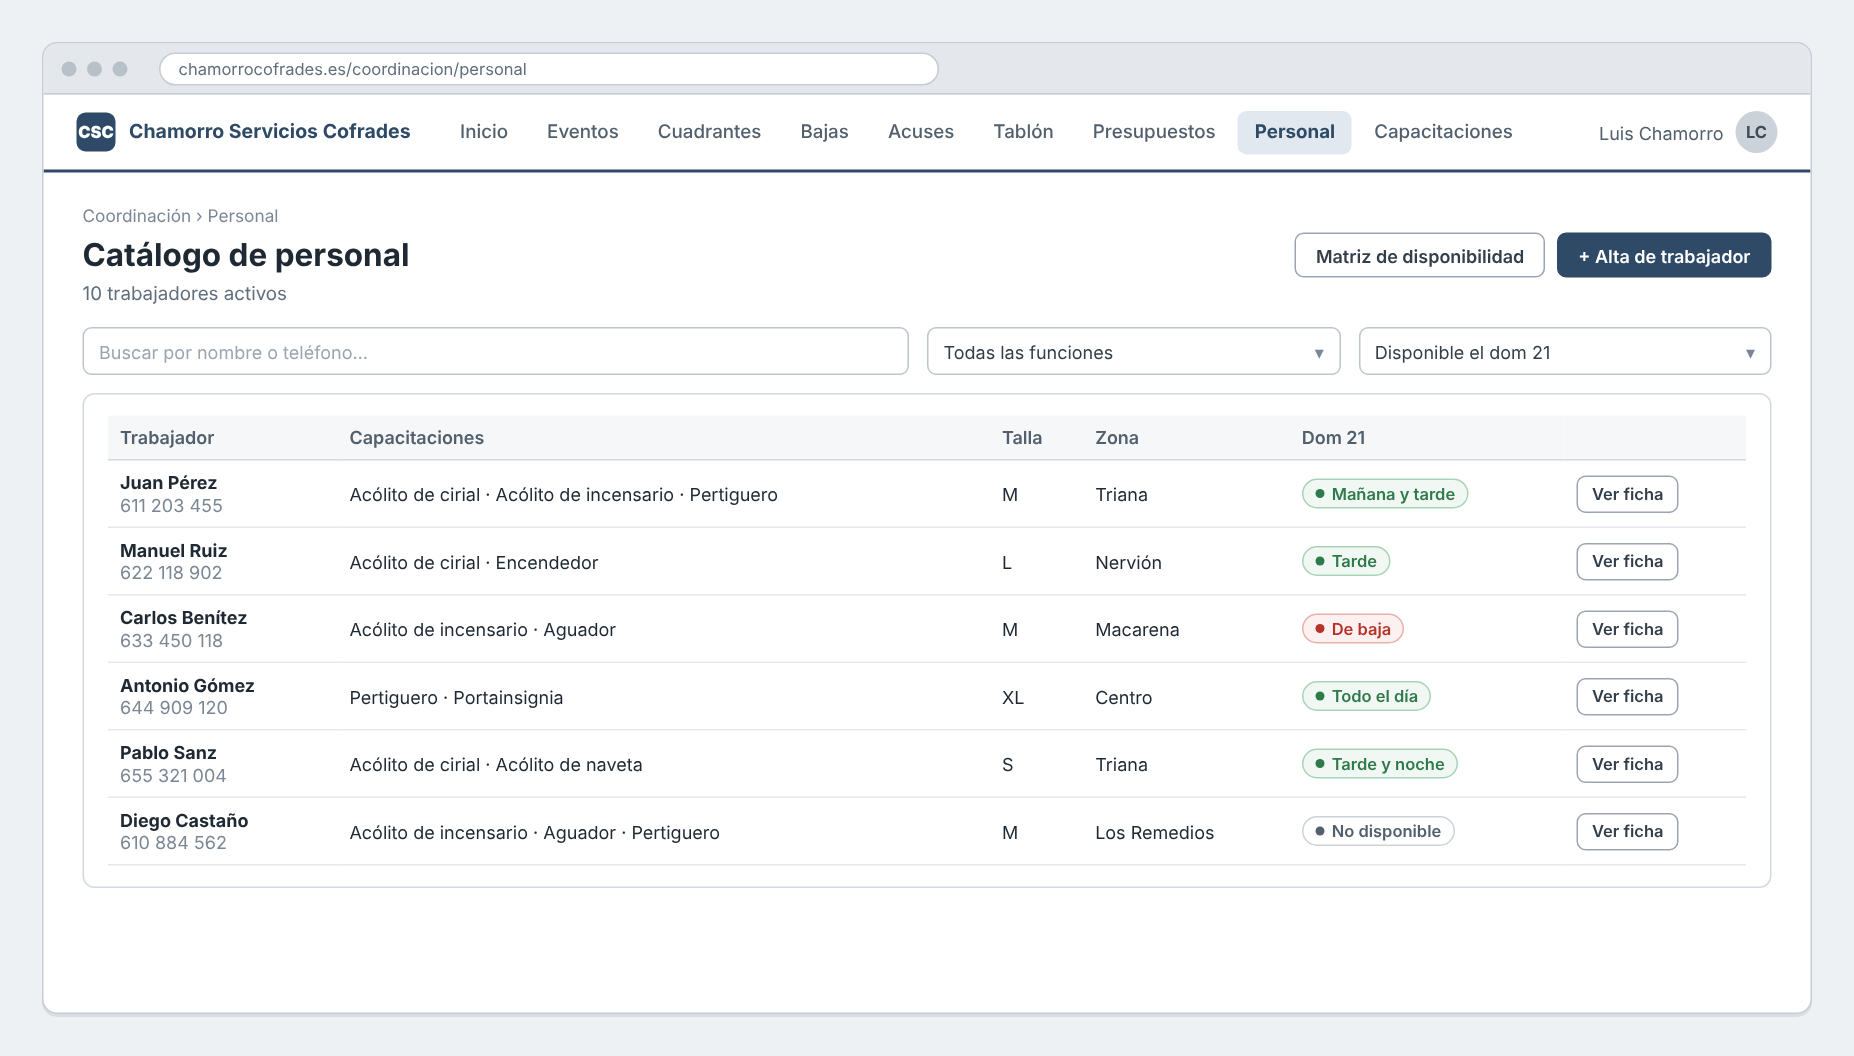 chamorrocofrades.es/coordinacion/personal
CSC Chamorro Servicios Cofrades Inicio Eventos Cuadrantes Bajas Acuses Tablón Presupuestos Personal Capacitaciones Luis Chamorro LC
Coordinación › Personal
Catálogo de personal
Matriz de disponibilidad + Alta de trabajador
10 trabajadores activos
Buscar por nombre o teléfono... Todas las funciones ▾ Disponible el dom 21 ▾
Trabajador Capacitaciones Talla Zona Dom 21
Juan Pérez
611 203 455
Acólito de cirial · Acólito de incensario · Pertiguero M Triana Mañana y tarde Ver ficha
Manuel Ruiz
622 118 902
Acólito de cirial · Encendedor L Nervión Tarde Ver ficha
Carlos Benítez
633 450 118
Acólito de incensario · Aguador M Macarena De baja Ver ficha
Antonio Gómez
644 909 120
Pertiguero · Portainsignia XL Centro Todo el día Ver ficha
Pablo Sanz
655 321 004
Acólito de cirial · Acólito de naveta S Triana Tarde y noche Ver ficha
Diego Castaño
610 884 562
Acólito de incensario · Aguador · Pertiguero M Los Remedios No disponible Ver ficha